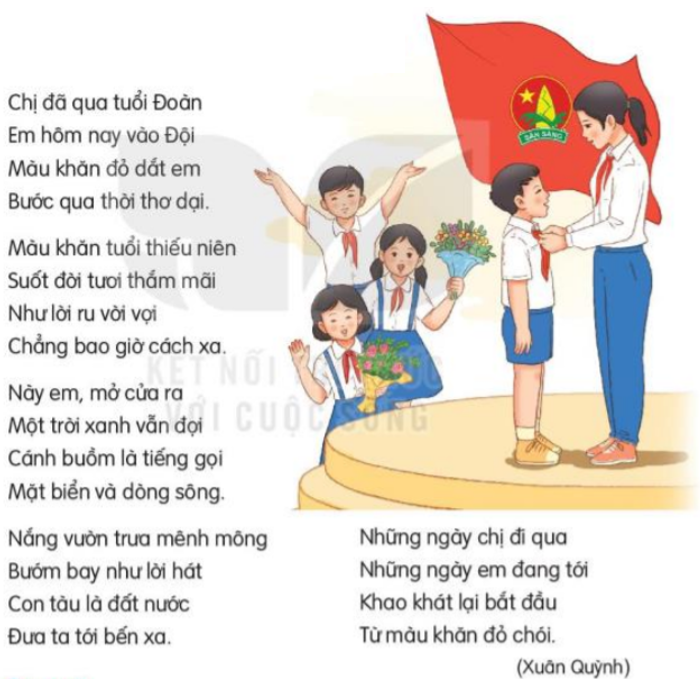 Chị đã qua tuổi Đoàn
Em hôm nay vào Đội
Màu khăn đỏ dắt em
Bước qua thời thơ dại.
Màu khăn tuổi thiếu niên
Suốt đời tươi thắm mãi
Như lời ru vời vợi
Chẳng bao giờ cách xa.
Này em, mở cửa ra
Một trời xanh vẫn đợi
Cánh buồm là tiếng gọi
Mặt biển và dòng sông.
Nắng vườn trưa mênh mông
Bướm bay như lời hát
Con tàu là đất nước
Đưa ta tới bến xa.
Những ngày chị đi qua
Những ngày em đang tới
Khao khát lại bắt đầu
Từ màu khăn đỏ chói.
(Xuân Quỳnh)
SẴN SÀNG
KẾT NỐI TRI THỨC
VỚI CUỘC SỐNG